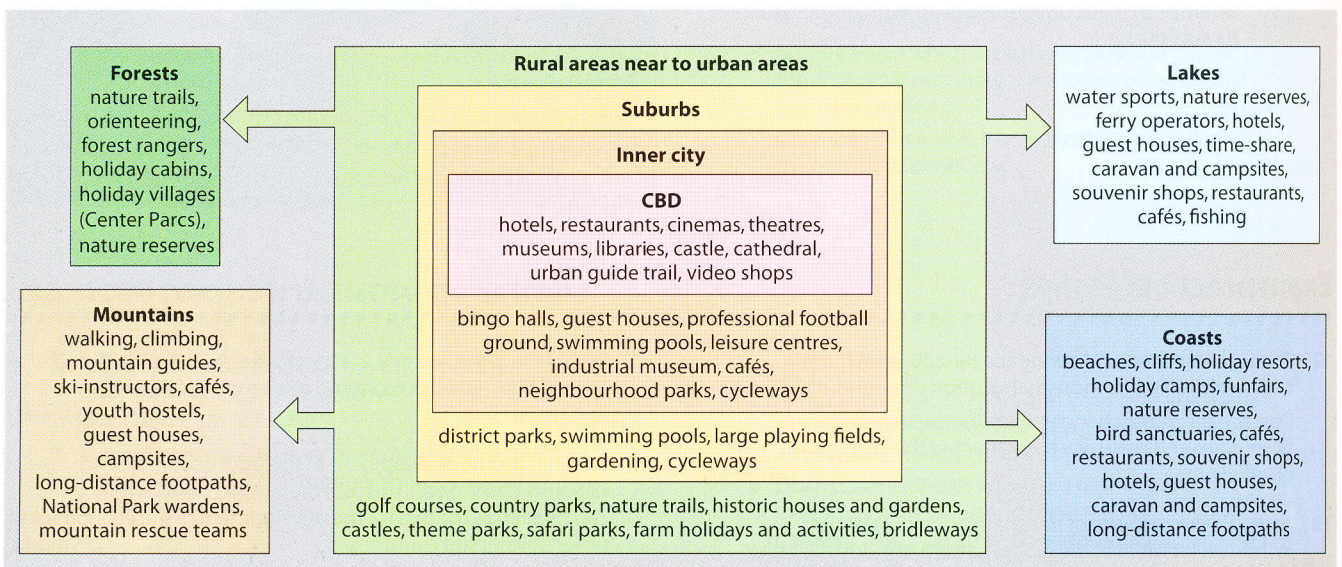 Forests
nature trails,
orienteering,
forest rangers,
holiday cabins,
holiday villages
(Center Parcs),
nature reserves
Mountains
walking, climbing,
mountain guides,
ski-instructors, cafés,
youth hostels,
guest houses,
campsites,
long-distance footpaths,
National Park wardens,
mountain rescue teams
Rural areas near to urban areas
Suburbs
Inner city
CBD
hotels, restaurants, cinemas, theatres,
museums, libraries, castle, cathedral,
urban guide trail, video shops
bingo halls, guest houses, professional football
ground, swimming pools, leisure centres,
industrial museum, cafés,
neighbourhood parks, cycleways
district parks, swimming pools, large playing fields,
gardening, cycleways
golf courses, country parks, nature trails, historic houses and gardens,
castles, theme parks, safari parks, farm holidays and activities, bridleways
Lakes
water sports, nature reserves,
ferry operators, hotels,
guest houses, time-share,
caravan and campsites,
souvenir shops, restaurants,
cafés, fishing
Coasts
beaches, cliffs, holiday resorts,
holiday camps, funfairs,
nature reserves,
bird sanctuaries, cafés,
restaurants, souvenir shops,
hotels, guest houses,
caravan and campsites,
long-distance footpaths